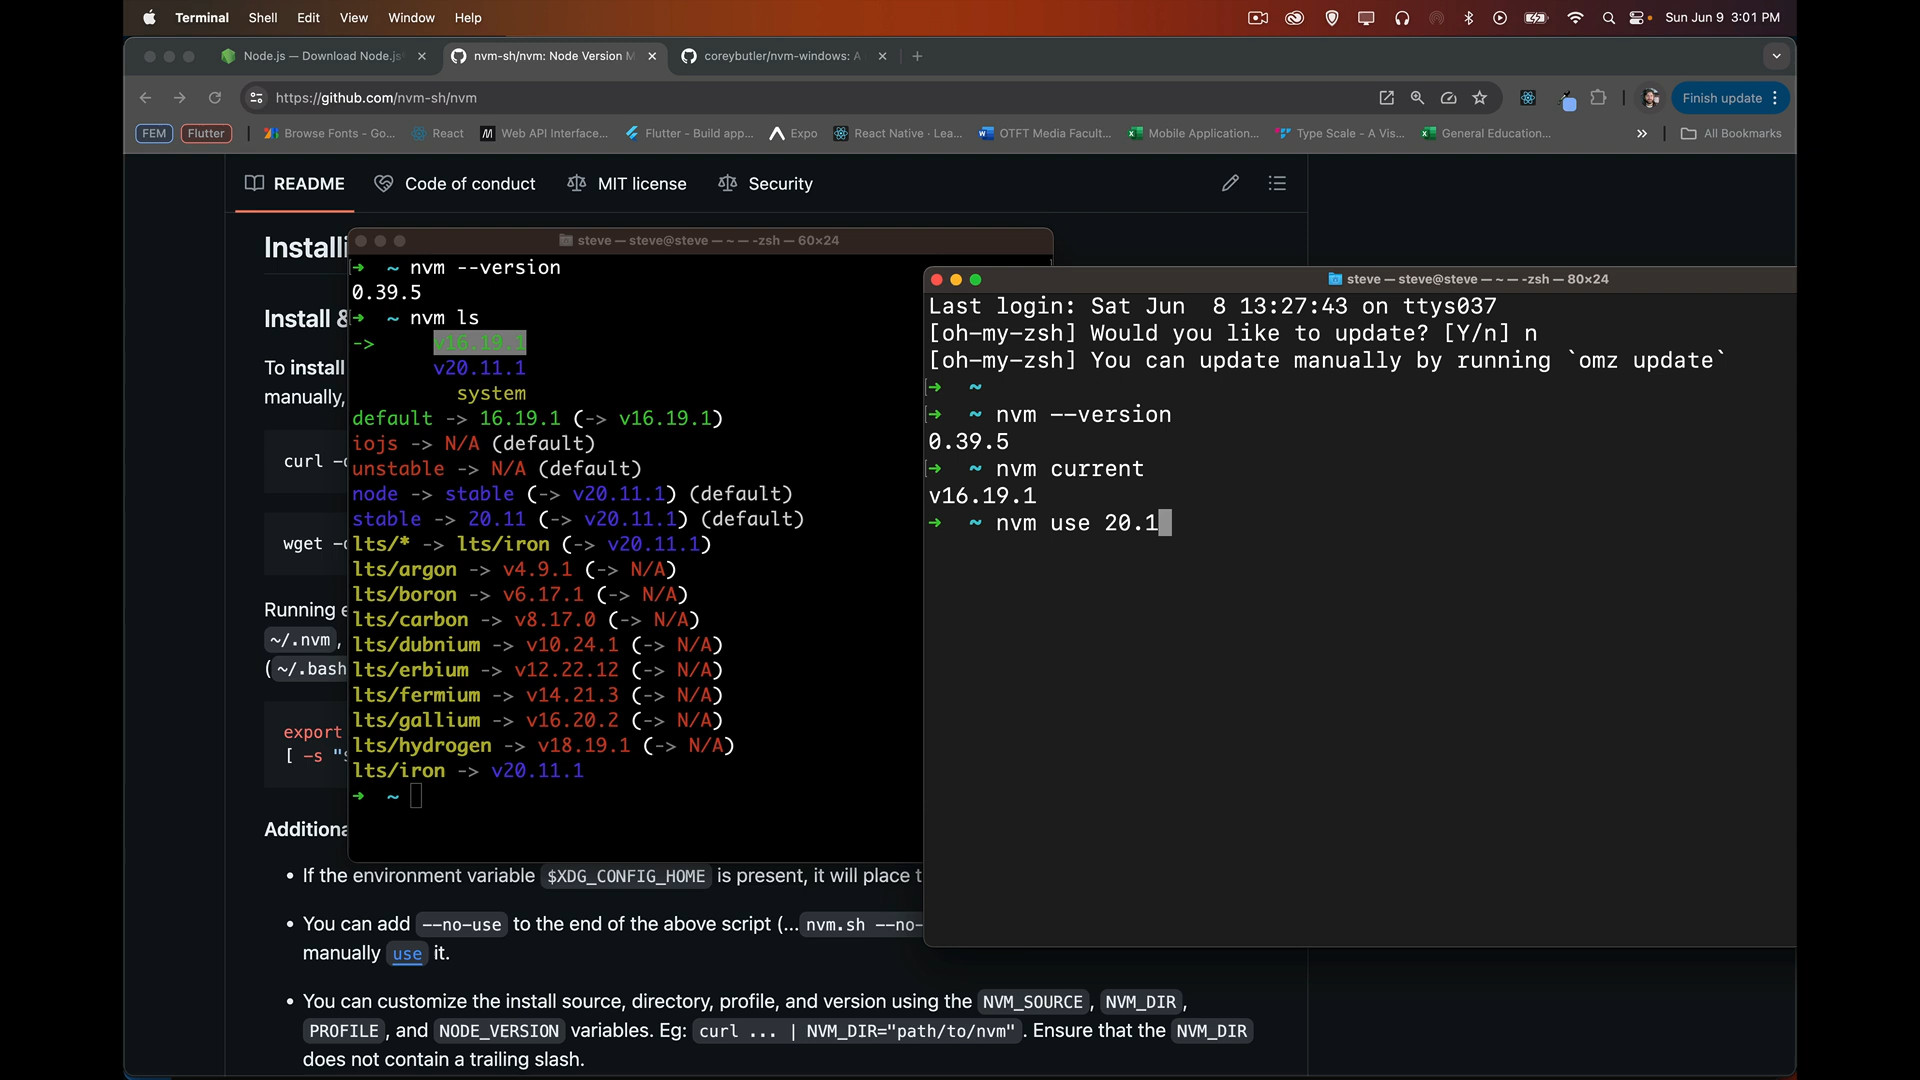 Terminal Shell Edit View Window Help
Sun Jun 9 3:01 PM
Node.js — Download Node.js
nvm-sh/nvm: Node Version M
coreybutler/nvm-windows: A
https://github.com/nvm-sh/nvm
Finish update
FEM
Flutter
Browse Fonts - Go...
React
Web API Interface...
Flutter - Build app...
Expo
React Native · Lea...
OTFT Media Facult...
Mobile Application...
Type Scale - A Vis...
General Education...
All Bookmarks
README
Code of conduct
MIT license
Security
Installi
Install &
To install
manually,
curl
wget
Running
~/.nvm,
(~/.bash
export
[ -s "
Additiona
steve — steve@steve — ~ — -zsh — 60×24
➜ ~ nvm --version
0.39.5
➜ ~ nvm ls
-> v16.19.1
v20.11.1
system
default -> 16.19.1 (-> v16.19.1)
iojs -> N/A (default)
unstable -> N/A (default)
node -> stable (-> v20.11.1) (default)
stable -> 20.11 (-> v20.11.1) (default)
lts/* -> lts/iron (-> v20.11.1)
lts/argon -> v4.9.1 (-> N/A)
lts/boron -> v6.17.1 (-> N/A)
lts/carbon -> v8.17.0 (-> N/A)
lts/dubnium -> v10.24.1 (-> N/A)
lts/erbium -> v12.22.12 (-> N/A)
lts/fermium -> v14.21.3 (-> N/A)
lts/gallium -> v16.20.2 (-> N/A)
lts/hydrogen -> v18.19.1 (-> N/A)
lts/iron -> v20.11.1
➜ ~
steve — steve@steve — ~ — -zsh — 80×24
Last login: Sat Jun 8 13:27:43 on ttys037
[oh-my-zsh] Would you like to update? [Y/n] n
[oh-my-zsh] You can update manually by running `omz update`
➜ ~
➜ ~ nvm --version
0.39.5
➜ ~ nvm current
v16.19.1
➜ ~ nvm use 20.1
• If the environment variable $XDG_CONFIG_HOME is present, it will place
• You can add --no-use to the end of the above script (... nvm.sh --no-
manually use it.
• You can customize the install source, directory, profile, and version using the NVM_SOURCE, NVM_DIR,
PROFILE, and NODE_VERSION variables. Eg: curl ... | NVM_DIR="path/to/nvm". Ensure that the NVM_DIR
does not contain a trailing slash.